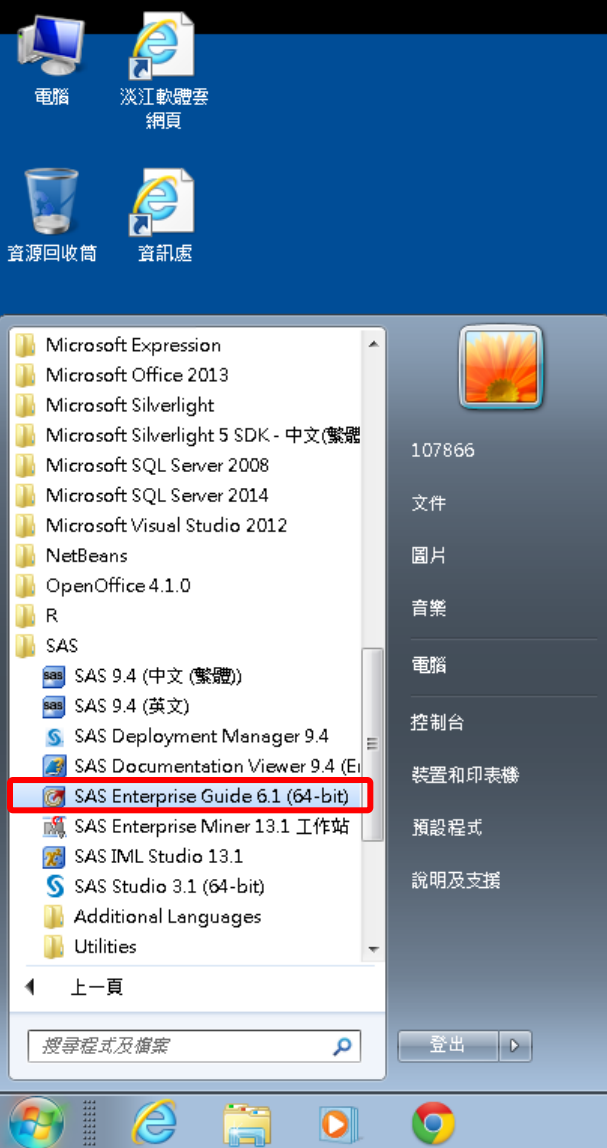 電腦
淡江軟體雲
網頁
資源回收筒
資訊處
Microsoft Expression
Microsoft Office 2013
Microsoft Silverlight
Microsoft Silverlight 5 SDK - 中文(繁體
Microsoft SQL Server 2008
Microsoft SQL Server 2014
Microsoft Visual Studio 2012
NetBeans
OpenOffice 4.1.0
R
SAS
SAS 9.4 (中文 (繁體))
SAS 9.4 (英文)
SAS Deployment Manager 9.4
SAS Documentation Viewer 9.4 (En
SAS Enterprise Guide 6.1 (64-bit)
SAS Enterprise Miner 13.1 工作站
SAS IML Studio 13.1
SAS Studio 3.1 (64-bit)
Additional Languages
Utilities
上一頁
搜尋程式及檔案
107866
文件
圖片
音樂
電腦
控制台
裝置和印表機
預設程式
說明及支援
登出